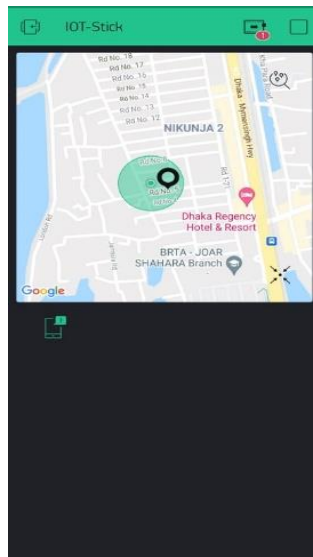 IOT-Stick
Rd No. 18
Rd No. 17
Rd No. 16
Rd No. 15
Rd No. 14
Rd No. 13
Rd No. 12
NIKUNJA 2
Dhaka - Mymensingh Hwy
Dhaka Regency
Hotel & Resort
BRTA - JOAR
SHAHARA Branch
Google